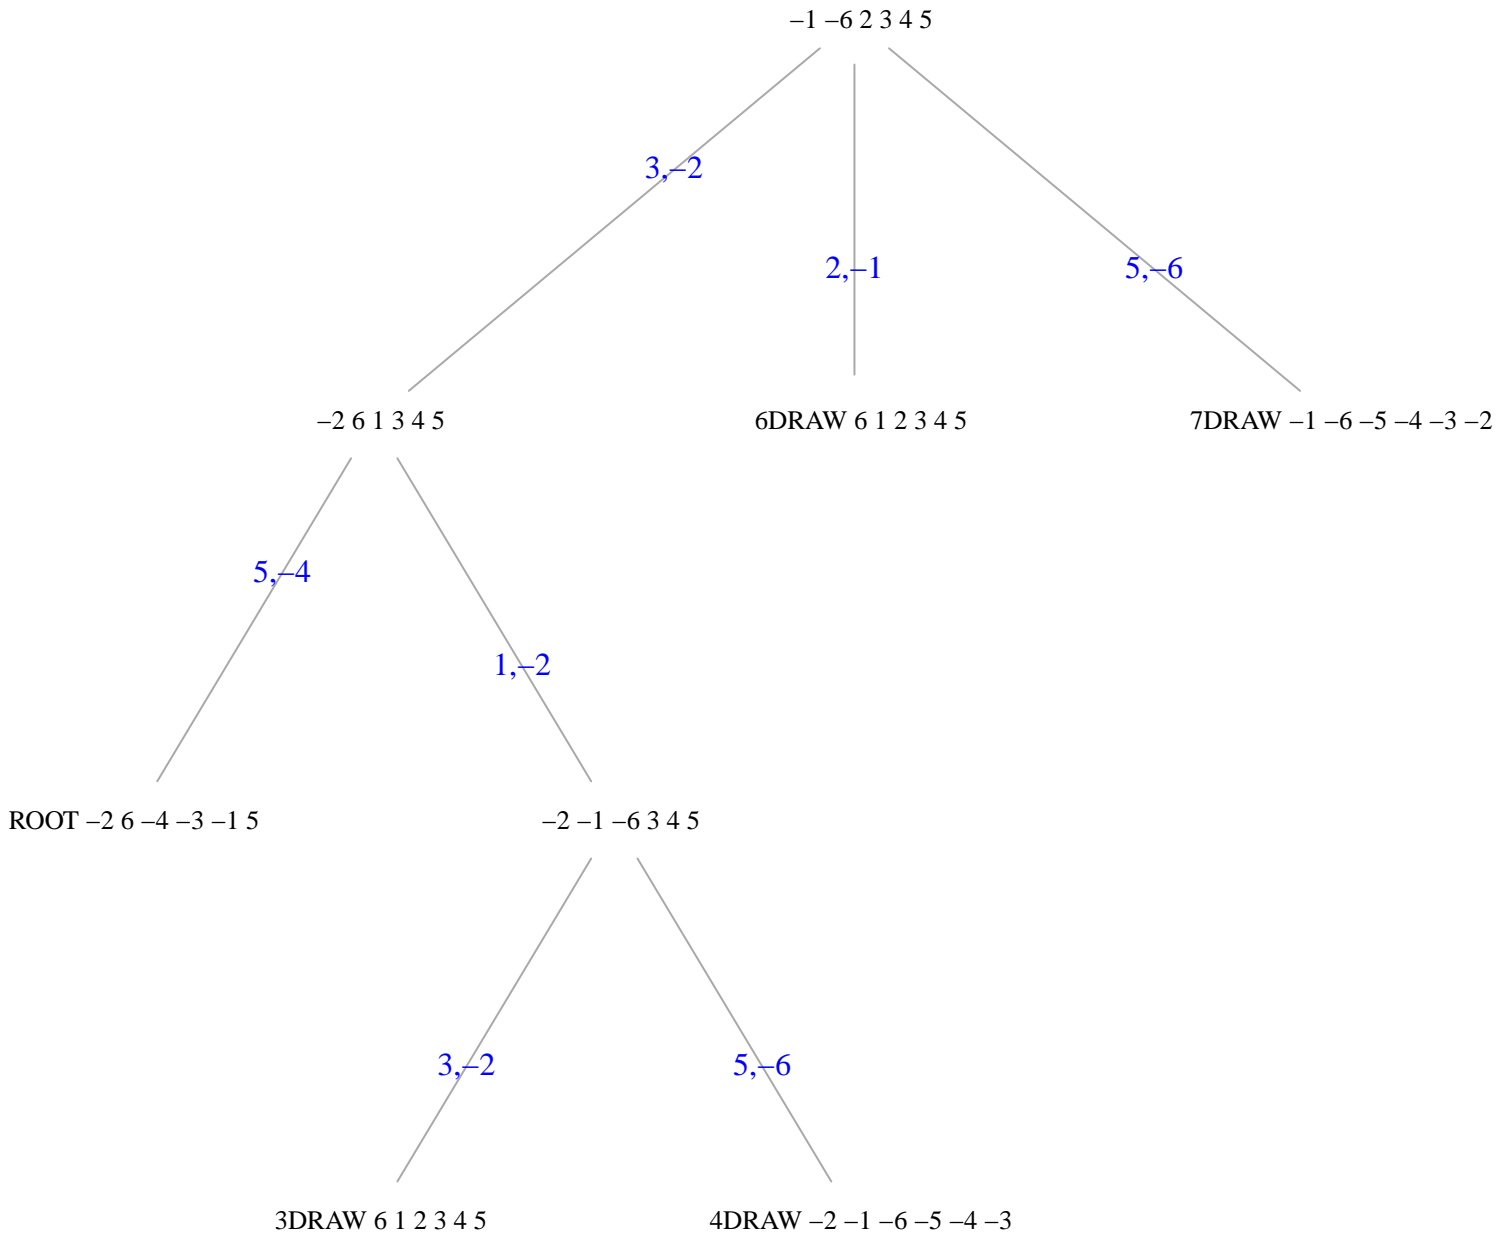 –1 –6 2 3 4 5
3,–2
2,–1
5,–6
–2 6 1 3 4 5
6DRAW 6 1 2 3 4 5
7DRAW –1 –6 –5 –4 –3 –2
5,–4
1,–2
ROOT –2 6 –4 –3 –1 5
–2 –1 –6 3 4 5
3,–2
5,–6
3DRAW 6 1 2 3 4 5
4DRAW –2 –1 –6 –5 –4 –3